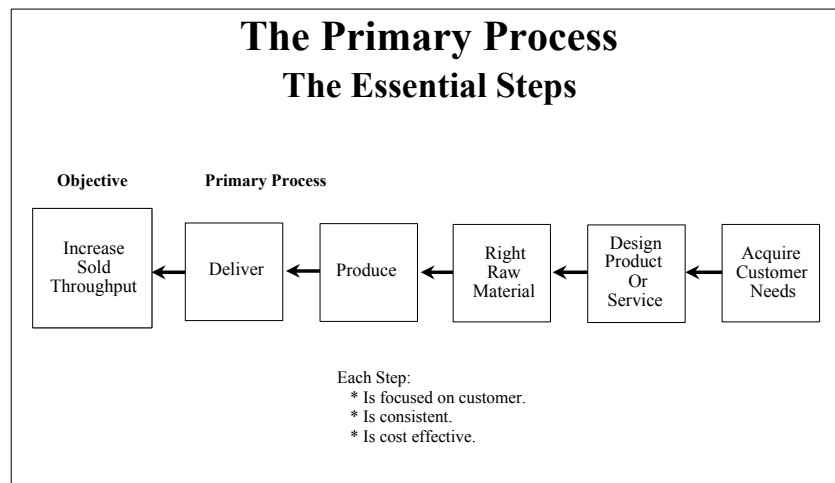 The Primary Process
The Essential Steps
Objective
Primary Process
Increase
Sold
Throughput
Deliver
Produce
Right
Raw
Material
Design
Product
Or
Service
Acquire
Customer
Needs
Each Step:
* Is focused on customer.
* Is consistent.
* Is cost effective.